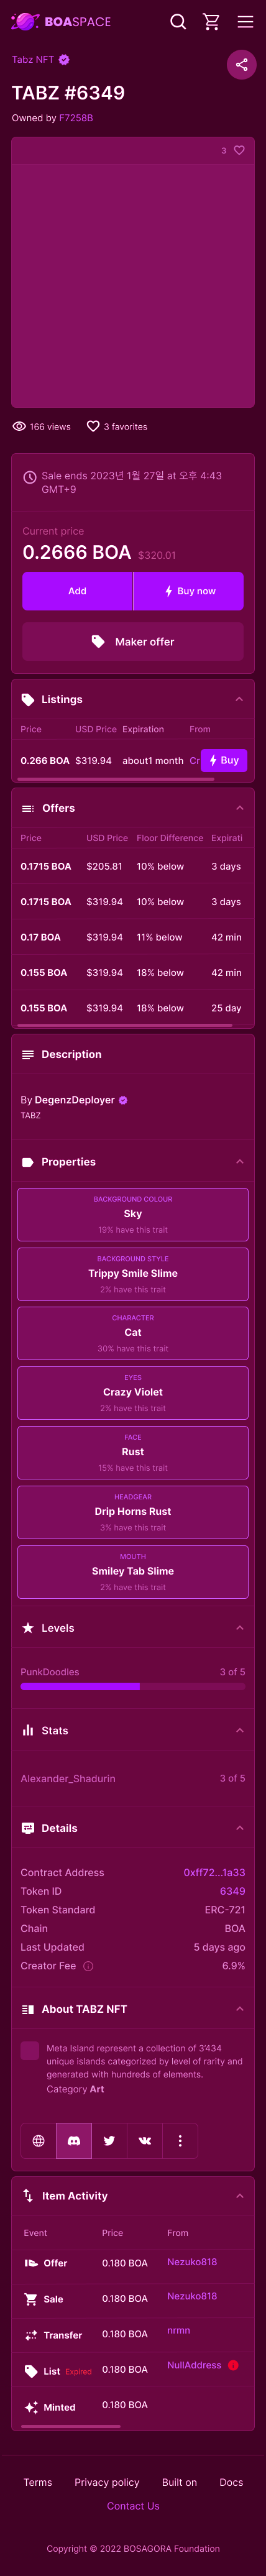 BOASPACE
Tabz NFT
TABZ #6349
Owned by F7258B
3
166 views 3 favorites
Sale ends 2023년 1월 27일 at 오후 4:43
GMT+9
Current price
0.2666 BOA $320.01
Add Buy now
Maker offer
Listings
Price USD Price Expiration From
0.266 BOA $319.94 about1 month Cr Buy
Offers
Price USD Price Floor Difference Expirati
0.1715 BOA $205.81 10% below 3 days
0.1715 BOA $319.94 10% below 3 days
0.17 BOA $319.94 11% below 42 min
0.155 BOA $319.94 18% below 42 min
0.155 BOA $319.94 18% below 25 day
Description
By DegenzDeployer
TABZ
Properties
BACKGROUND COLOUR
Sky
19% have this trait
BACKGROUND STYLE
Trippy Smile Slime
2% have this trait
CHARACTER
Cat
30% have this trait
EYES
Crazy Violet
2% have this trait
FACE
Rust
15% have this trait
HEADGEAR
Drip Horns Rust
3% have this trait
MOUTH
Smiley Tab Slime
2% have this trait
Levels
PunkDoodles 3 of 5
Stats
Alexander_Shadurin 3 of 5
Details
Contract Address 0xff72...1a33
Token ID 6349
Token Standard ERC-721
Chain BOA
Last Updated 5 days ago
Creator Fee 6.9%
About TABZ NFT
Meta Island represent a collection of 3'434
unique islands categorized by level of rarity and
generated with hundreds of elements.
Category Art
Item Activity
Event Price From
Offer 0.180 BOA Nezuko818
Sale 0.180 BOA Nezuko818
Transfer 0.180 BOA nrmn
List Expired 0.180 BOA NullAddress
Minted 0.180 BOA
Terms Privacy policy Built on Docs
Contact Us
Copyright © 2022 BOSAGORA Foundation